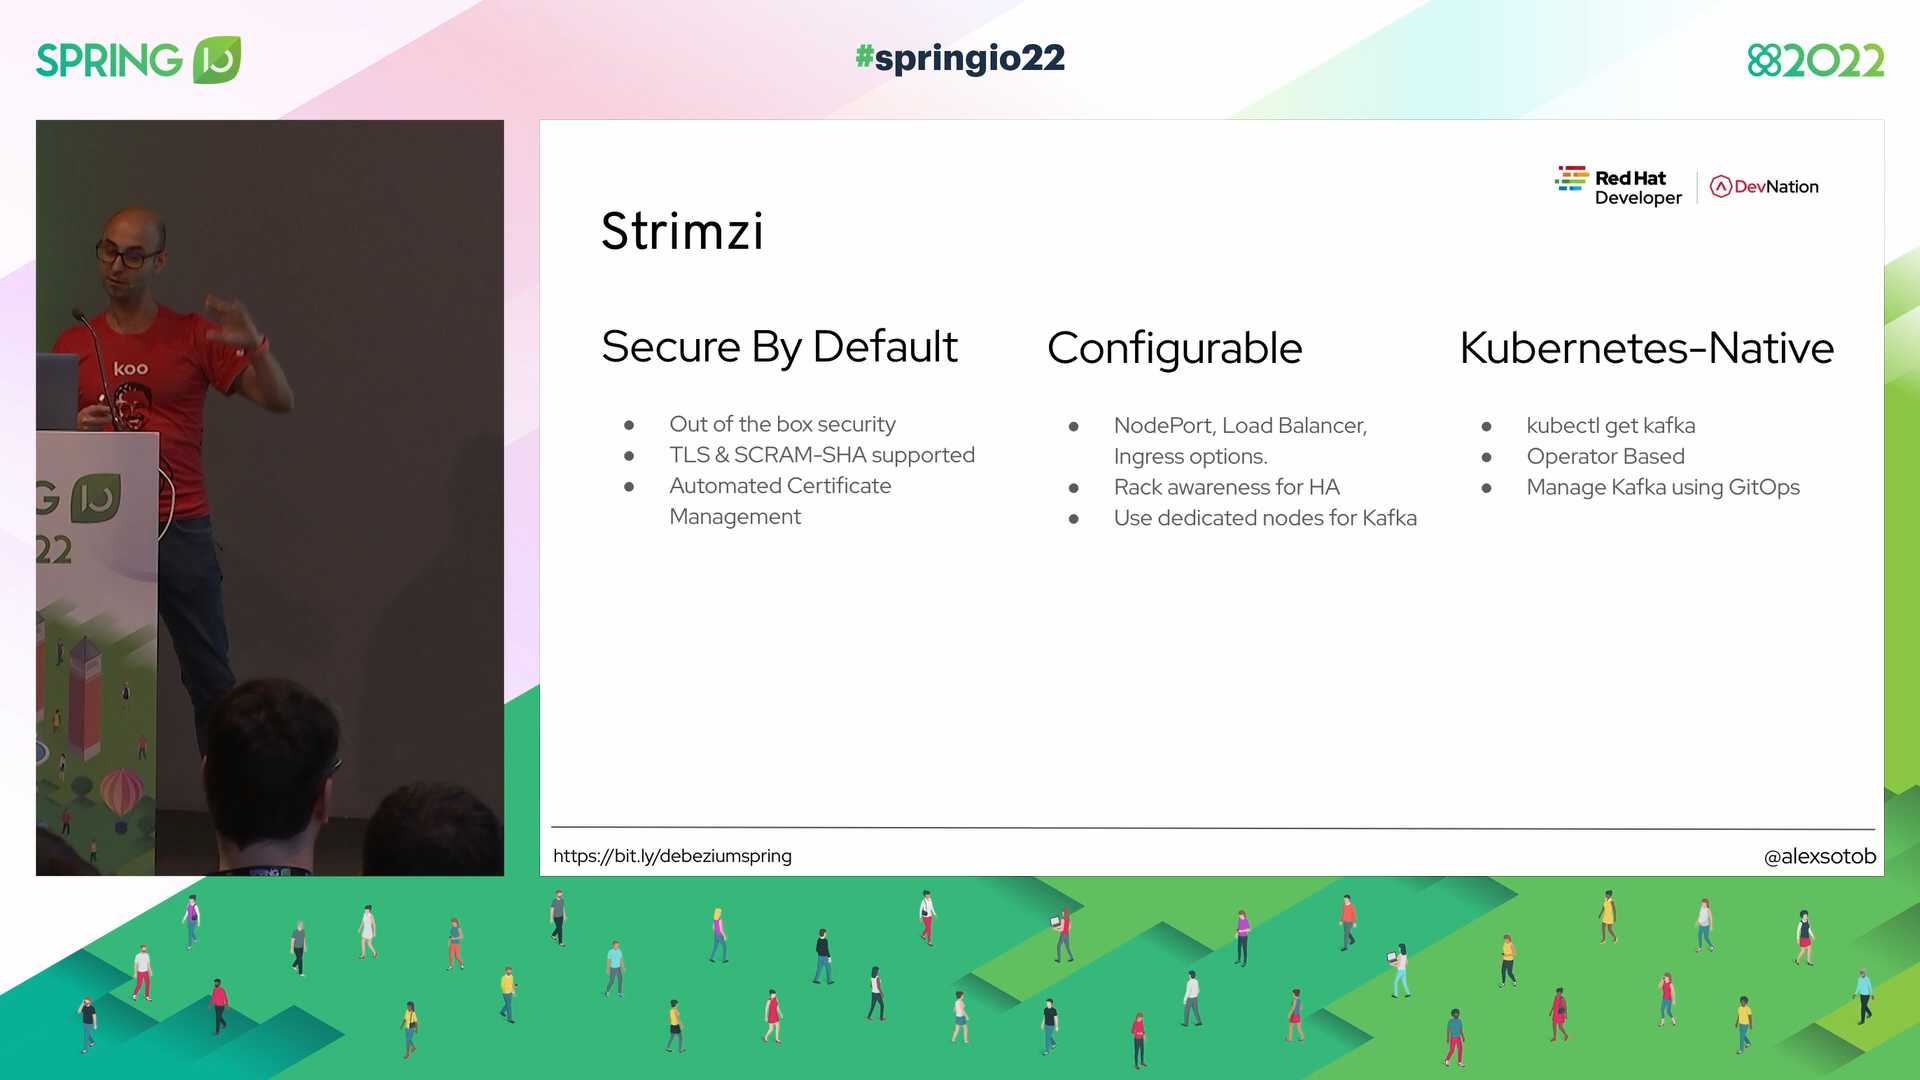 SPRING IO
#springio22
2022
Red Hat
Developer
DevNation
Strimzi
Secure By Default
● Out of the box security
● TLS & SCRAM-SHA supported
● Automated Certificate
Management
Configurable
● NodePort, Load Balancer,
Ingress options.
● Rack awareness for HA
● Use dedicated nodes for Kafka
Kubernetes-Native
● kubectl get kafka
● Operator Based
● Manage Kafka using GitOps
https://bit.ly/debeziumspring
@alexsotob
koo
G IO
22
SPRING